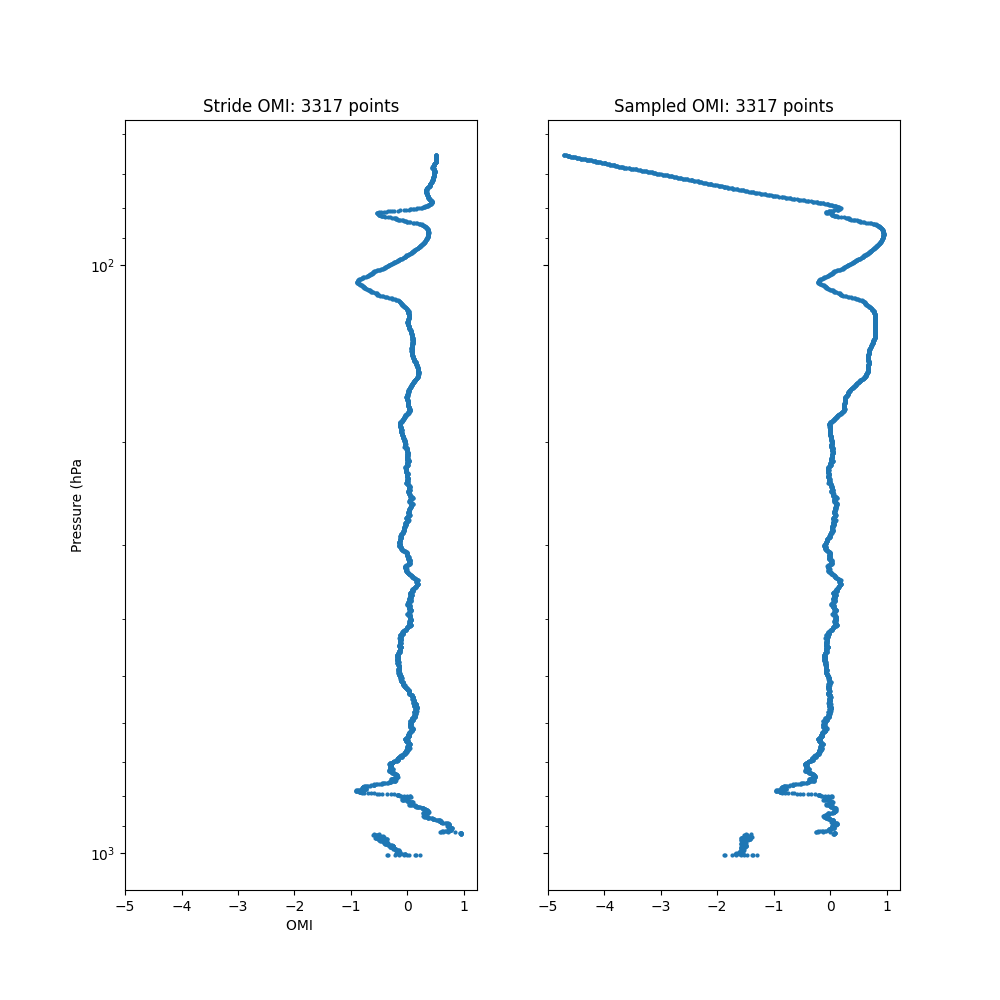 Stride OMI: 3317 points
Sampled OMI: 3317 points
Pressure (hPa
10²
10³
−5 −4 −3 −2 −1 0 1
−5 −4 −3 −2 −1 0 1
OMI